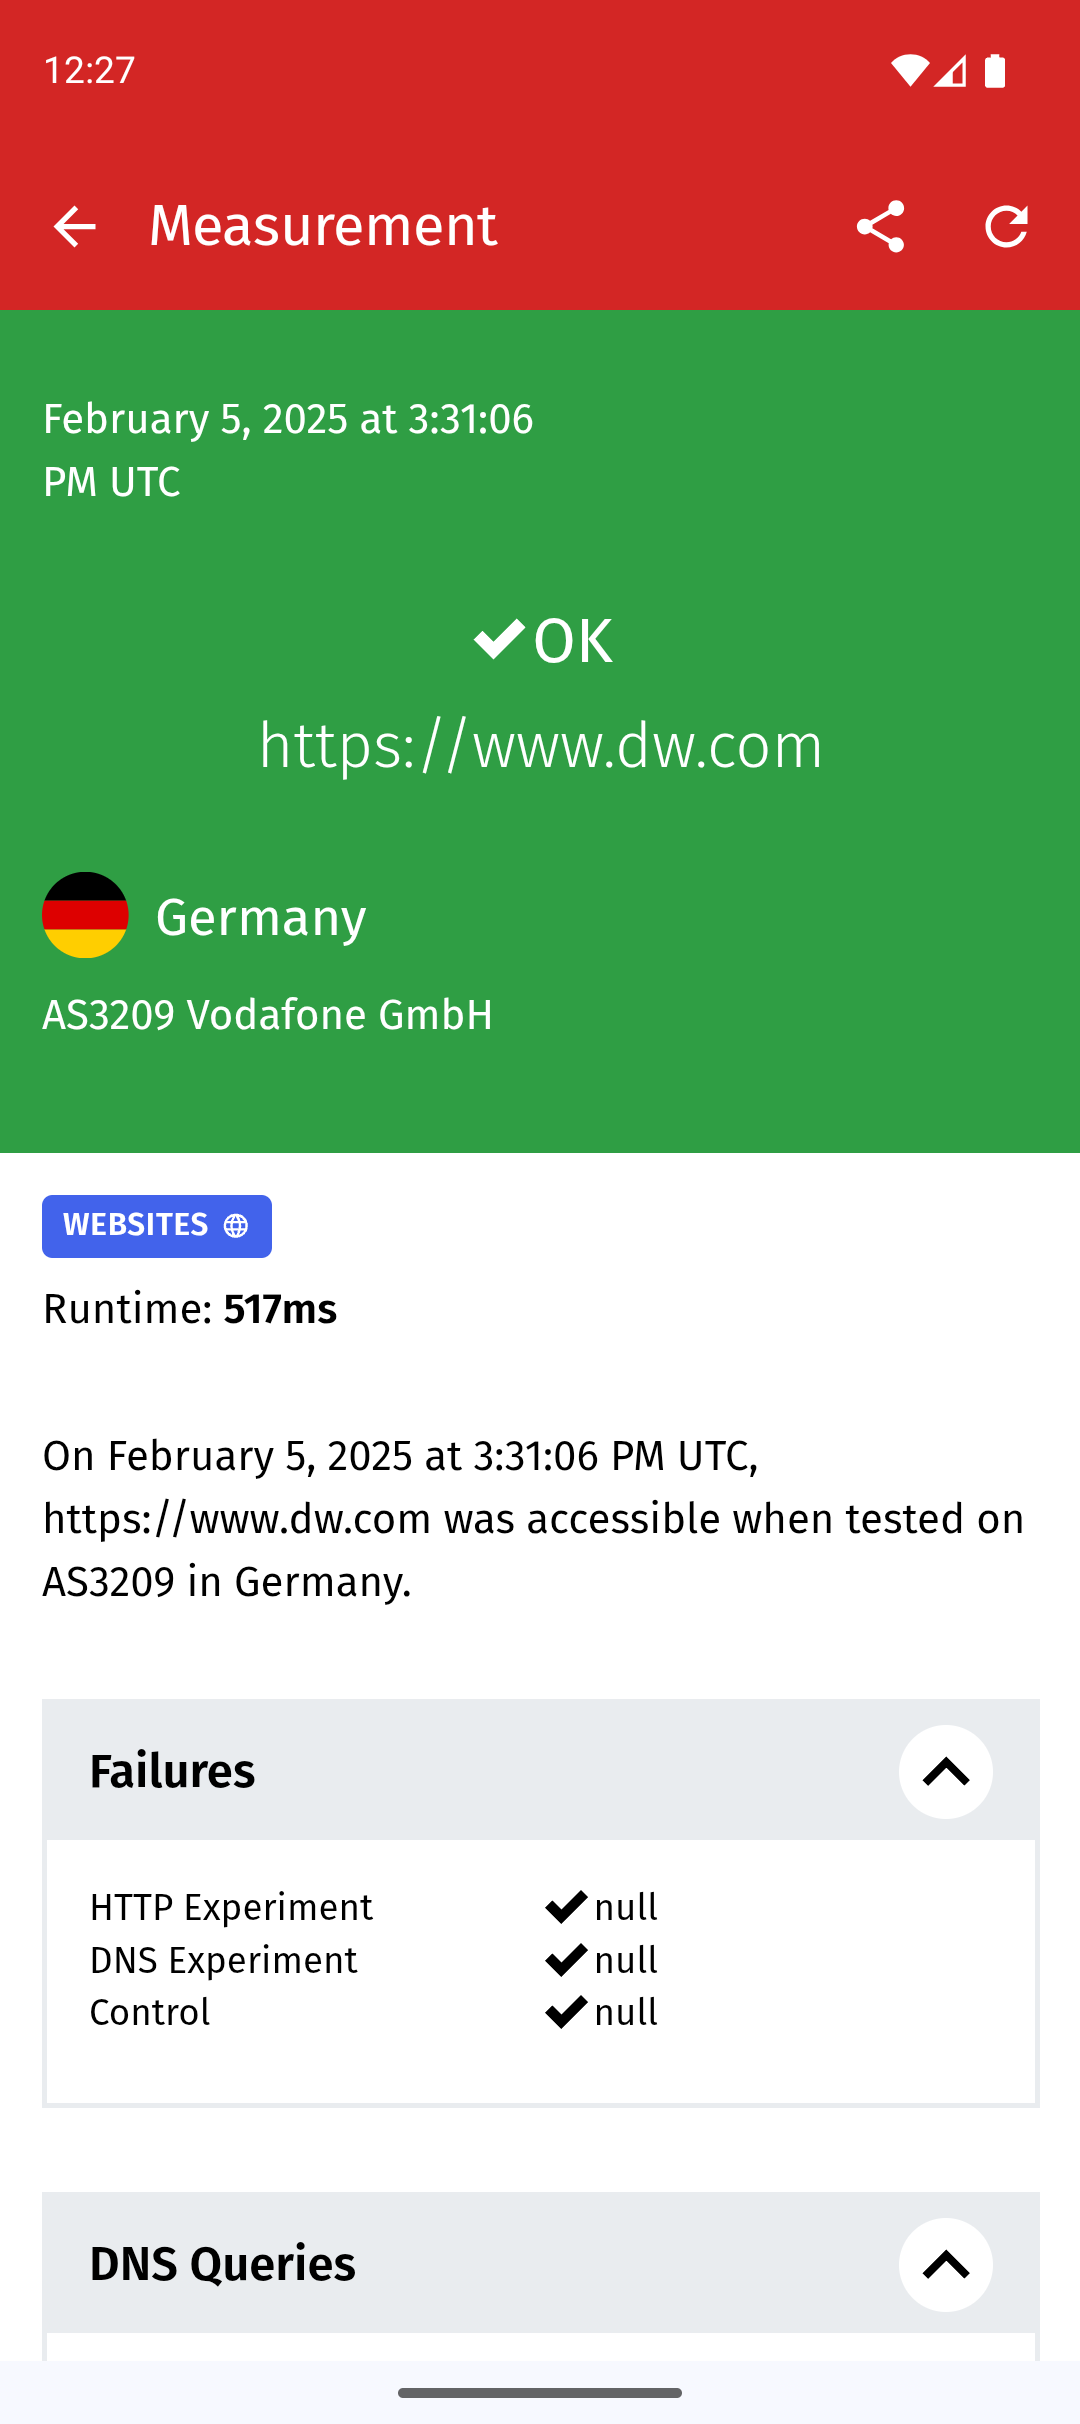 12:27
Measurement
February 5, 2025 at 3:31:06
PM UTC
OK
https://www.dw.com
Germany
AS3209 Vodafone GmbH
WEBSITES
Runtime: 517ms
On February 5, 2025 at 3:31:06 PM UTC,
https://www.dw.com was accessible when tested on
AS3209 in Germany.
Failures
HTTP Experiment null
DNS Experiment null
Control null
DNS Queries